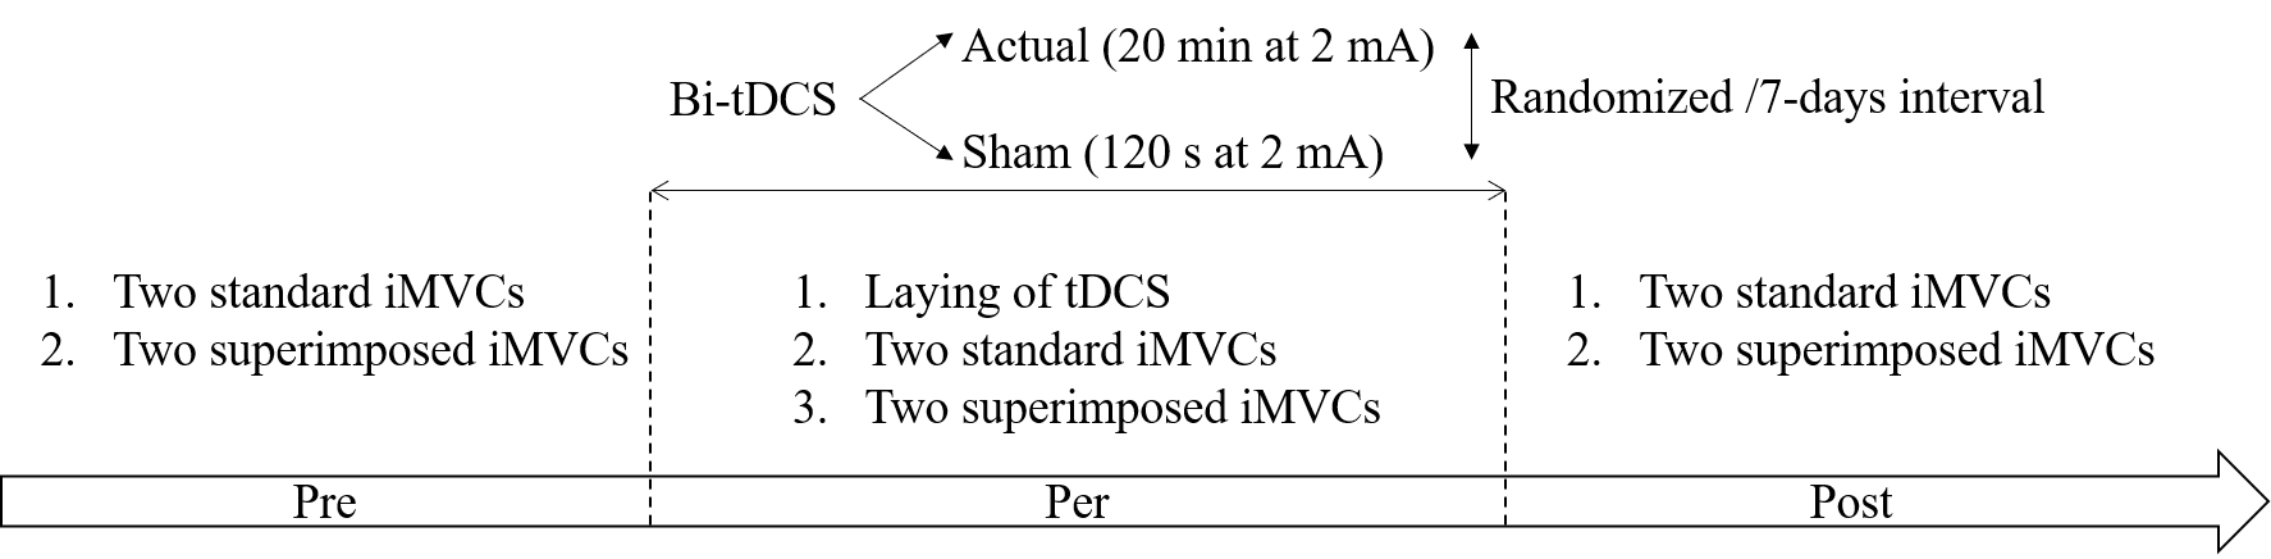 Actual (20 min at 2 mA)
Bi-tDCS
Randomized /7-days interval
Sham (120 s at 2 mA)
1. Two standard iMVCs
2. Two superimposed iMVCs
1. Laying of tDCS
2. Two standard iMVCs
3. Two superimposed iMVCs
1. Two standard iMVCs
2. Two superimposed iMVCs
Pre
Per
Post